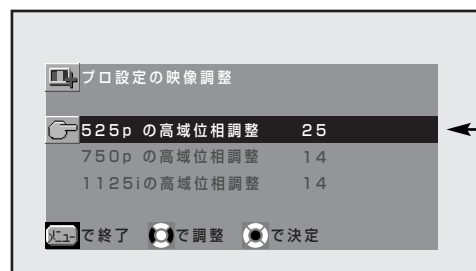 プロ設定の映像調整
525p の高域位相調整 25
750p の高域位相調整 14
1125iの高域位相調整 14
メニュー で終了 で調整 で決定